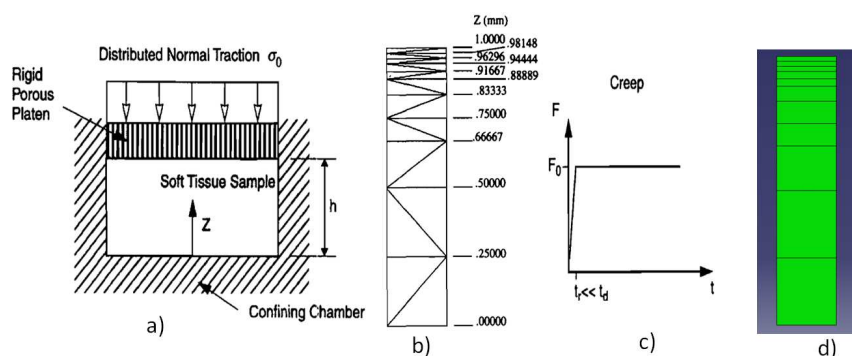 Distributed Normal Traction σ0
Rigid
Porous
Platen
Soft Tissue Sample
h
Z
Confining Chamber
a)
Z (mm)
1.0000
.98148
.96296
.94444
.91667
.88889
.83333
.75000
.66667
.50000
.25000
.00000
b)
Creep
F
F0
tr<< td
t
c)
d)